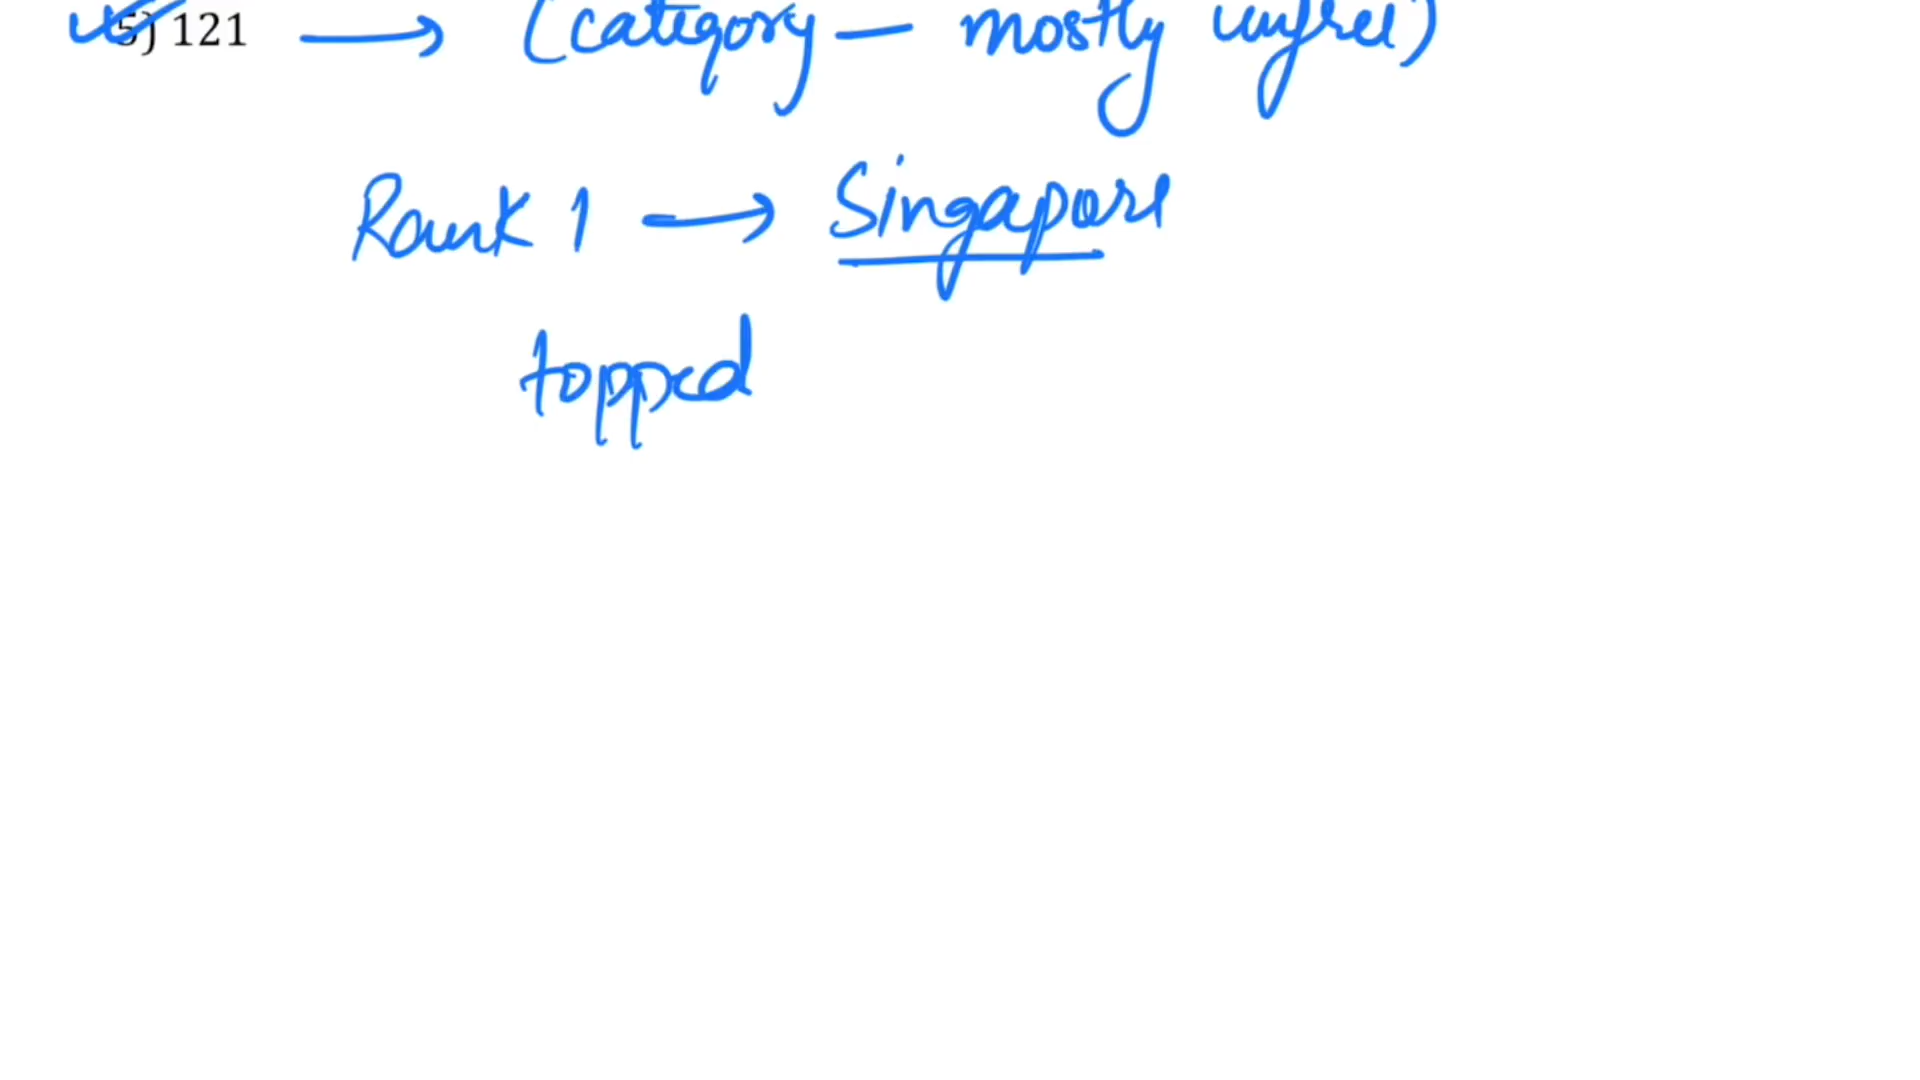 5) 121 → (category – mostly unfree)
Rank 1 → Singapore
topped